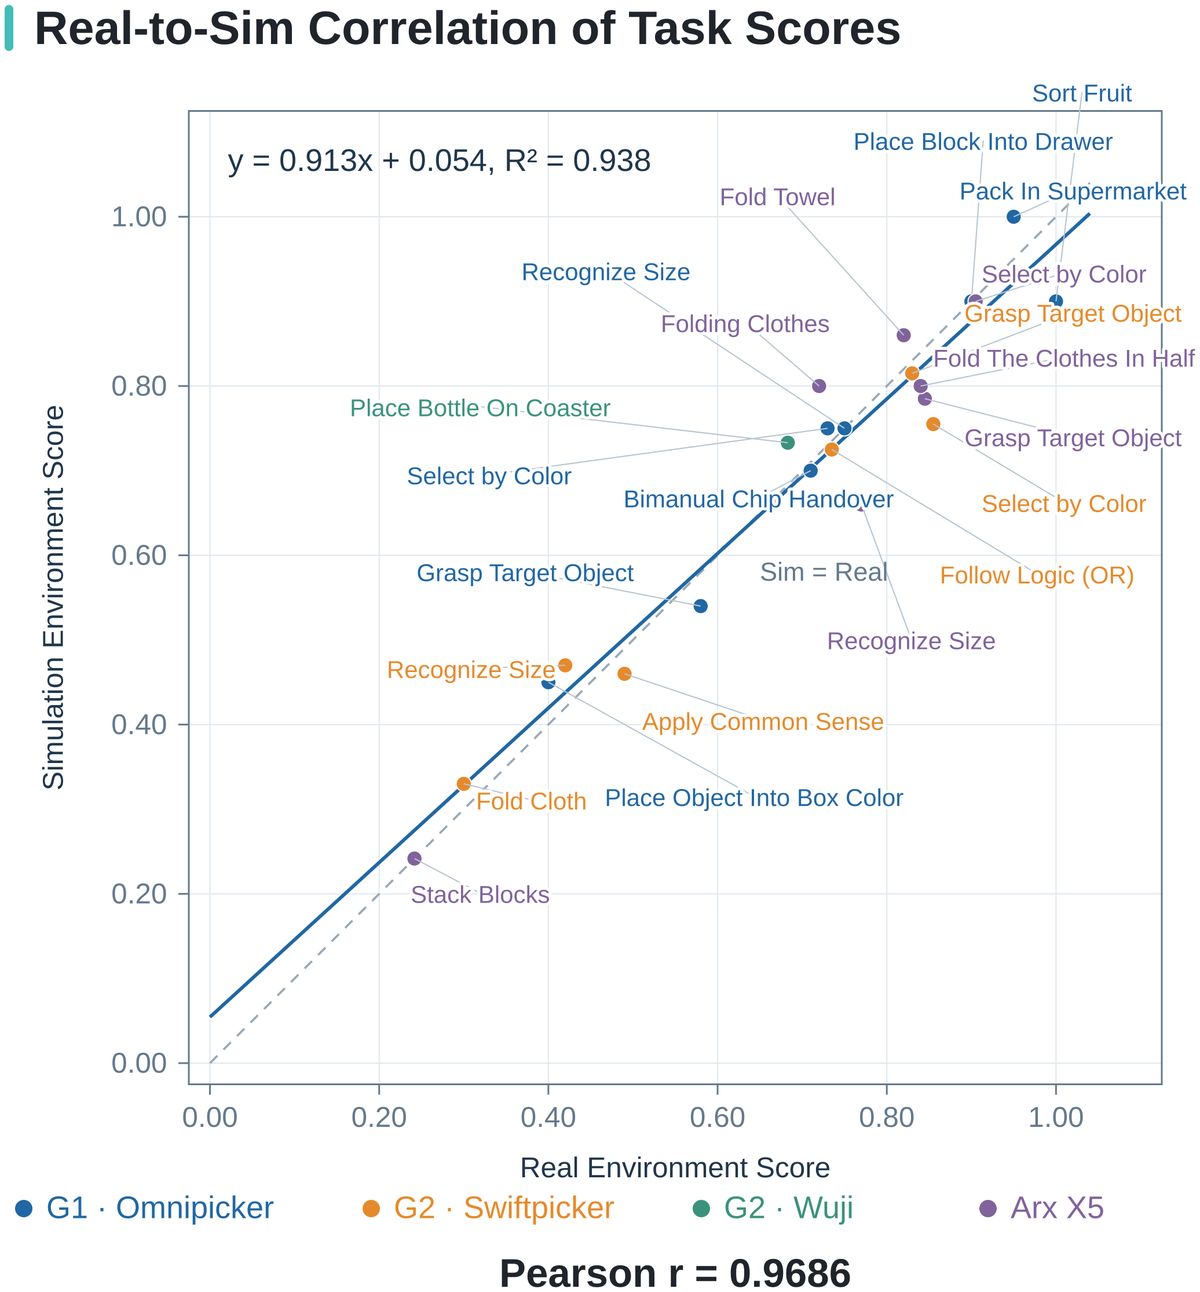 Real-to-Sim Correlation of Task Scores
Sort Fruit
Place Block Into Drawer
y = 0.913x + 0.054, R² = 0.938
Pack In Supermarket
Fold Towel
1.00
Recognize Size
Select by Color
Grasp Target Object
Folding Clothes
Fold The Clothes In Half
0.80
Place Bottle On Coaster
Grasp Target Object
Select by Color
Bimanual Chip Handover
Select by Color
0.60
Sim = Real
Grasp Target Object
Follow Logic (OR)
Recognize Size
Recognize Size
Apply Common Sense
0.40
Fold Cloth
Place Object Into Box Color
0.20
Stack Blocks
0.00
Simulation Environment Score
0.00 0.20 0.40 0.60 0.80 1.00
Real Environment Score
G1 · Omnipicker G2 · Swiftpicker G2 · Wuji Arx X5
Pearson r = 0.9686